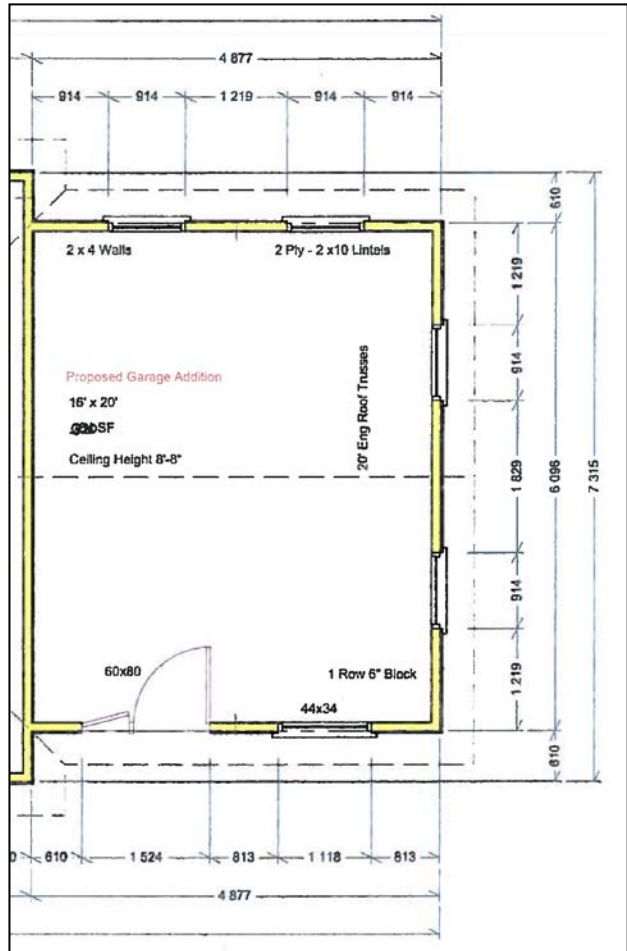 4 877
914 914 1 219 914 914
610
2 x 4 Walls
2 Ply - 2 x10 Lintels
1 219
Proposed Garage Addition
16' x 20'
SF
Ceiling Height 8'-8"
20' Eng Roof Trusses
914
1 829
6 096
7 315
914
60x80
1 Row 6" Block
44x34
1 219
610
610 1 524 813 1 118 813
4 877